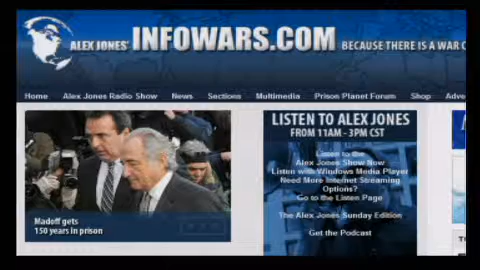 ALEX JONES' INFOWARS.COM BECAUSE THERE IS A WAR
Home Alex Jones Radio Show News Sections Multimedia Prison Planet Forum Shop
LISTEN TO ALEX JONES
FROM 11AM - 3PM CST
Listen to the
Alex Jones Show Now
Listen with Windows Media Player
Need More Internet Streaming
Options?
Go to the Listen Page
The Alex Jones Sunday Edition
Get the Podcast
Madoff gets
150 years in prison